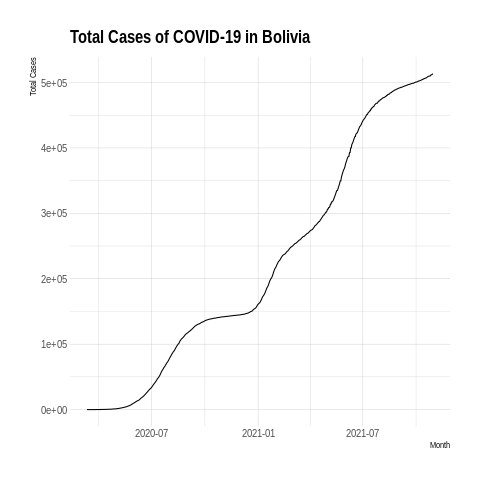 Total Cases of COVID-19 in Bolivia
Total Cases
5e+05
4e+05
3e+05
2e+05
1e+05
0e+00
2020-07 2021-01 2021-07
Month